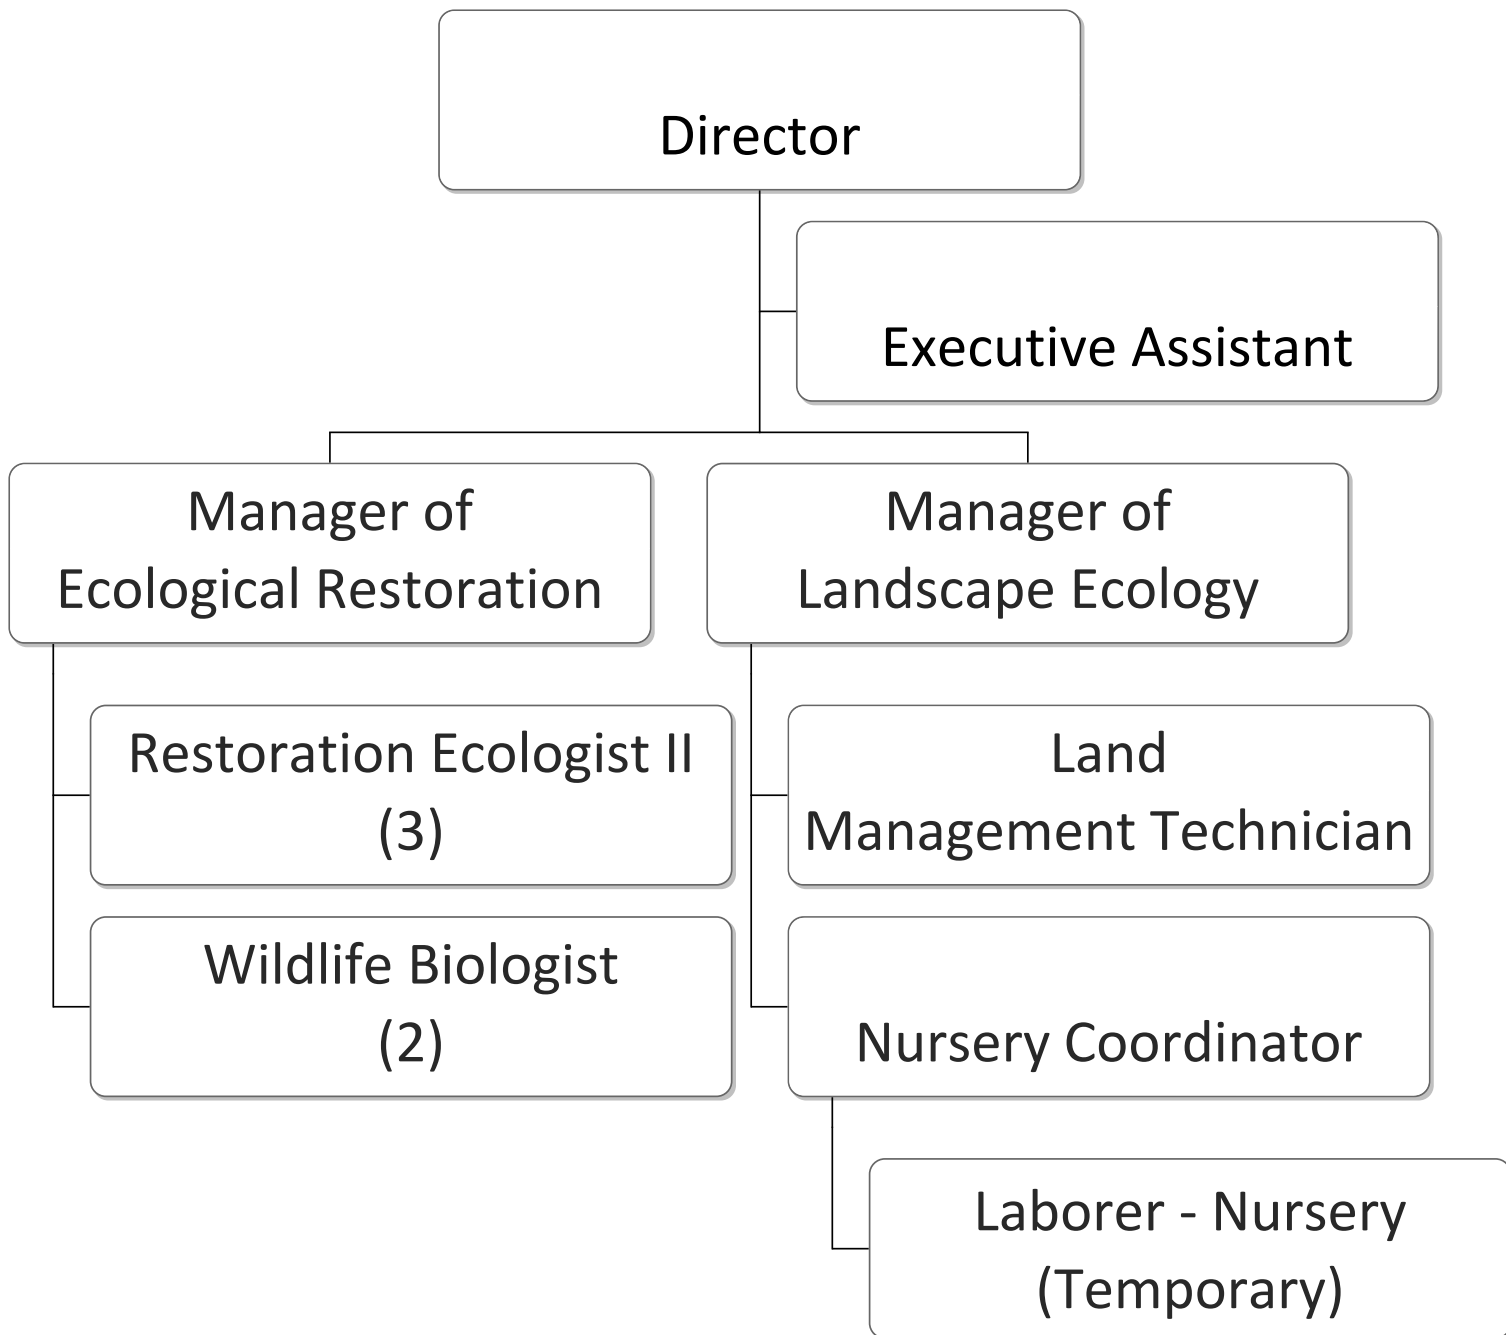 Director
Executive Assistant
Manager of
Ecological Restoration
Manager of
Landscape Ecology
Restoration Ecologist II
(3)
Land
Management Technician
Wildlife Biologist
(2)
Nursery Coordinator
Laborer - Nursery
(Temporary)